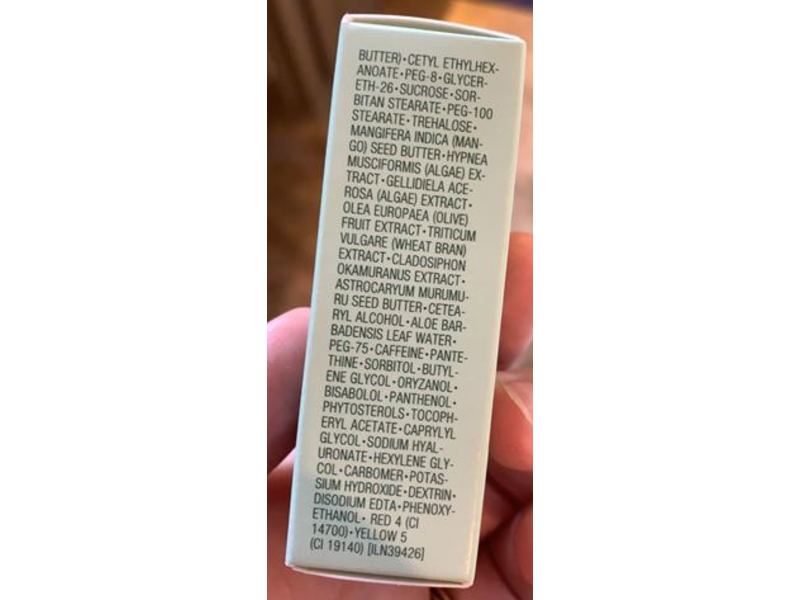 BUTTER)•CETYL ETHYLHEX-
ANOATE•PEG-8•GLYCER-
ETH-26•SUCROSE•SOR-
BITAN STEARATE•PEG-100
STEARATE•TREHALOSE•
MANGIFERA INDICA (MAN-
GO) SEED BUTTER•HYPNEA
MUSCIFORMIS (ALGAE) EX-
TRACT•GELLIDIELA ACE-
ROSA (ALGAE) EXTRACT•
OLEA EUROPAEA (OLIVE)
FRUIT EXTRACT•TRITICUM
VULGARE (WHEAT BRAN)
EXTRACT•CLADOSIPHON
OKAMURANUS EXTRACT•
ASTROCARYUM MURUMU-
RU SEED BUTTER•CETEA-
RYL ALCOHOL•ALOE BAR-
BADENSIS LEAF WATER•
PEG-75•CAFFEINE•PANTE-
THINE•SORBITOL•BUTYL-
ENE GLYCOL•ORYZANOL•
BISABOLOL•PANTHENOL•
PHYTOSTEROLS•TOCOPH-
ERYL ACETATE•CAPRYLYL
GLYCOL•SODIUM HYAL-
URONATE•HEXYLENE GLY-
COL•CARBOMER•POTAS-
SIUM HYDROXIDE•DEXTRIN•
DISODIUM EDTA•PHENOXY-
ETHANOL• RED 4 (CI
14700)•YELLOW 5
(CI 19140) [ILN39426]